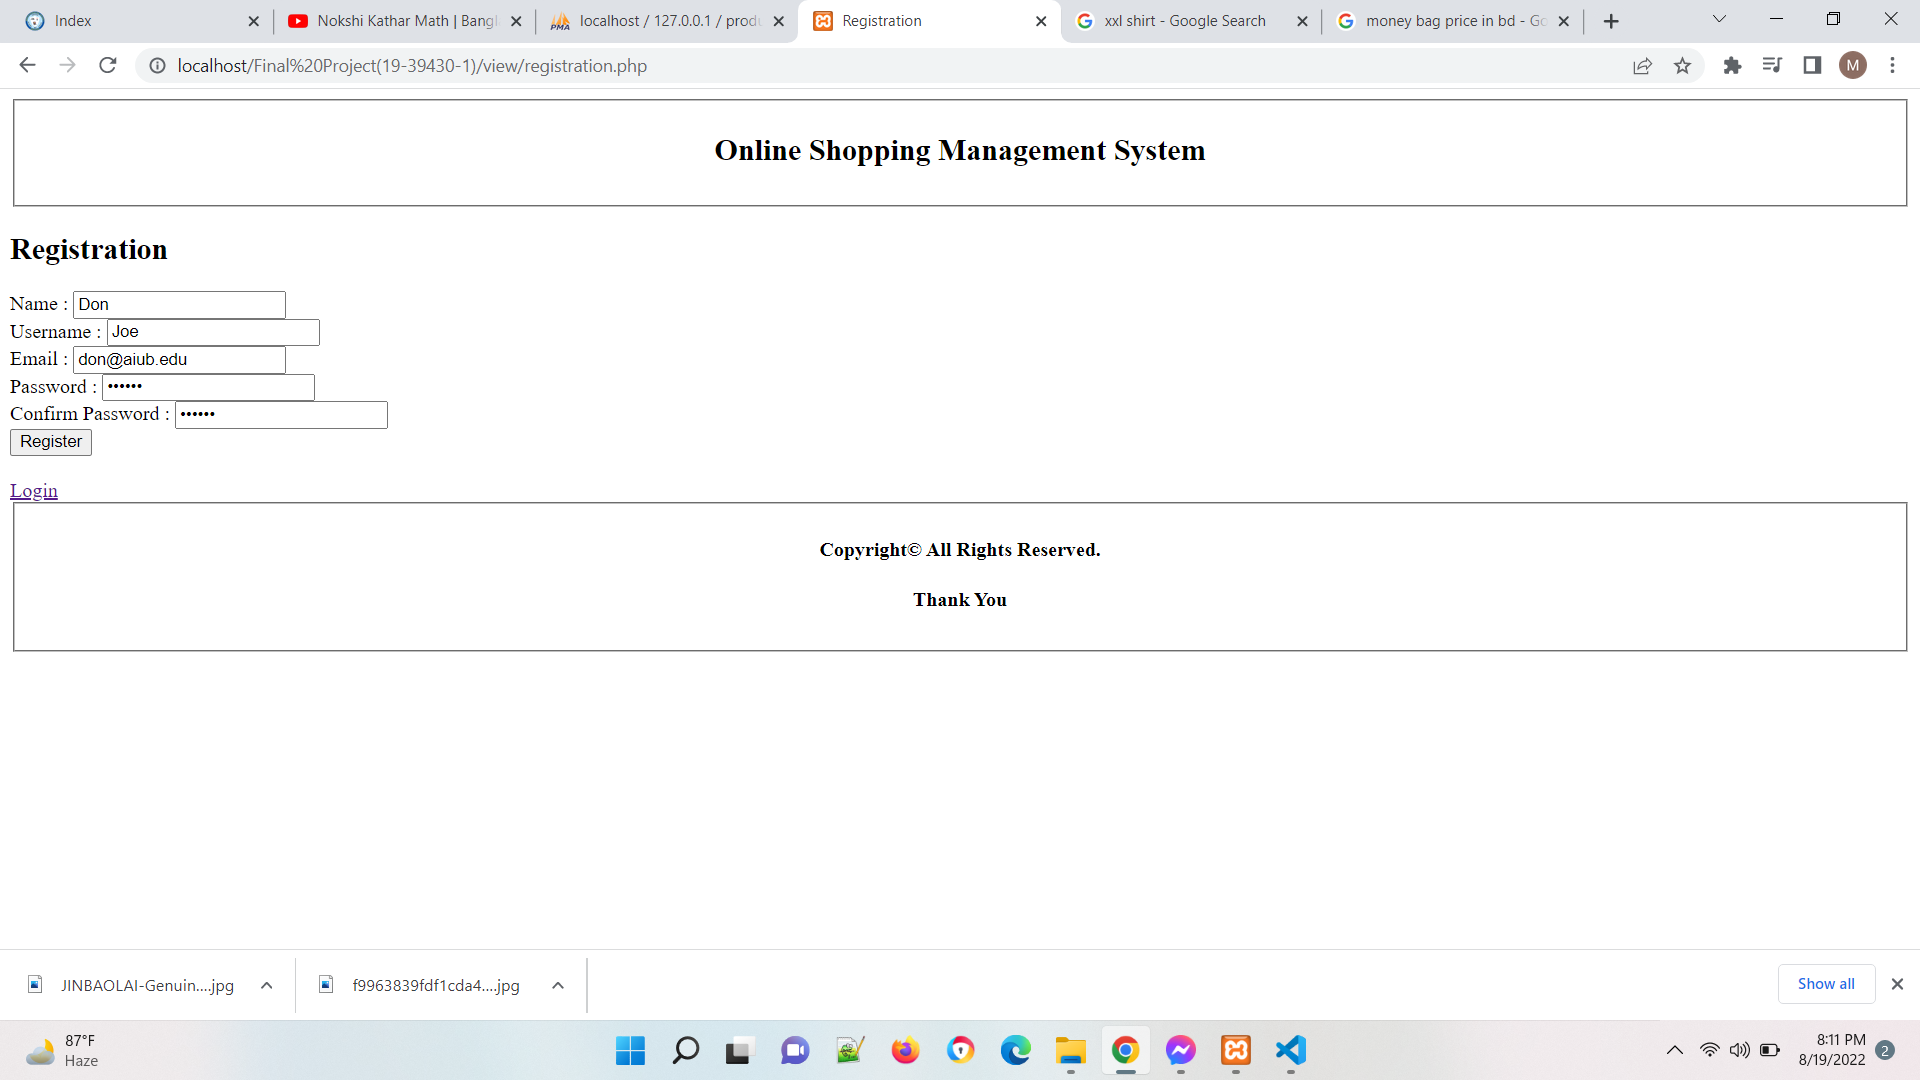 Index
Nokshi Kathar Math | Bangl
localhost / 127.0.0.1 / produ
Registration
xxl shirt - Google Search
money bag price in bd - Go
localhost/Final%20Project(19-39430-1)/view/registration.php
M
Online Shopping Management System
Registration
Name : Don
Username : Joe
Email : don@aiub.edu
Password : ••••••
Confirm Password : ••••••
Register
Login
Copyright© All Rights Reserved.
Thank You
JINBAOLAI-Genuin....jpg
f9963839fdf1cda4....jpg
Show all
87°F
Haze
8:11 PM
8/19/2022
2